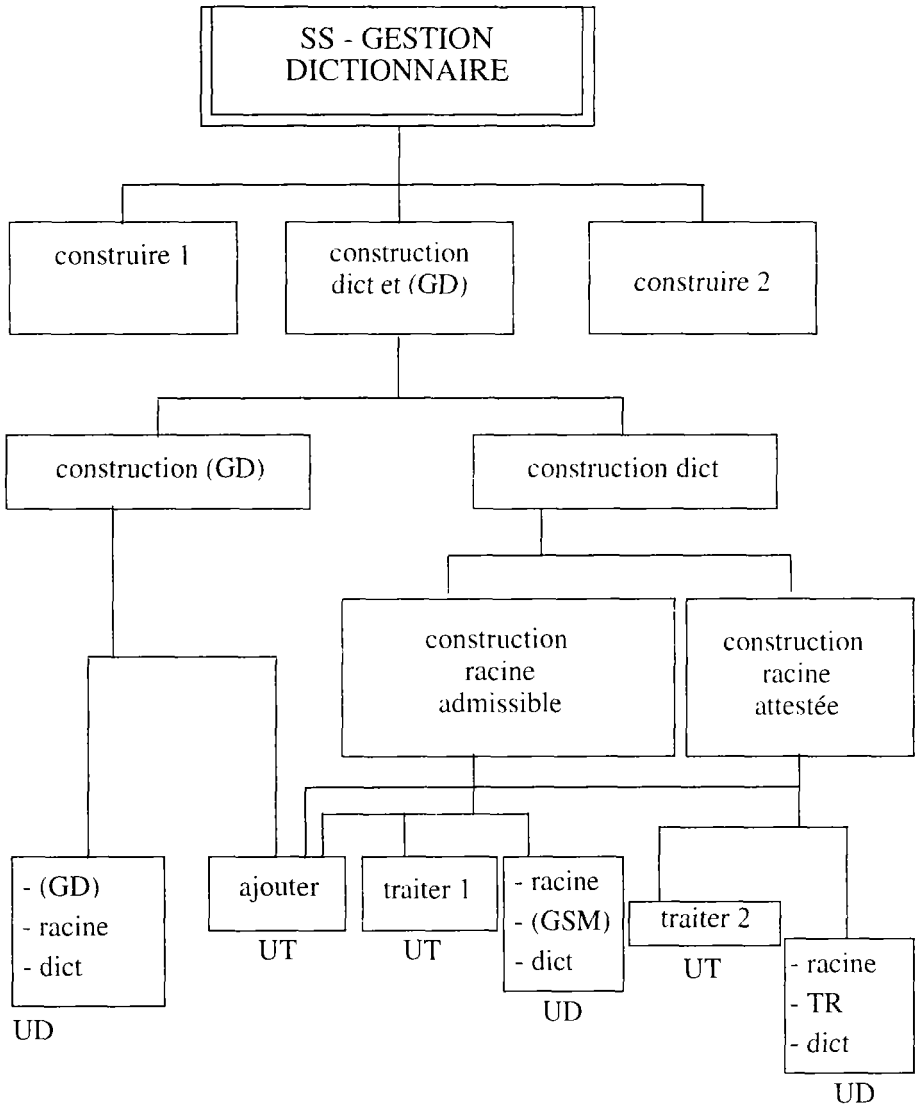 SS - GESTION
DICTIONNAIRE
construire 1
construction
dict et (GD)
construire 2
construction (GD)
construction dict
construction
racine
admissible
construction
racine
attestée
- (GD)
- racine
- dict
UD
ajouter
UT
traiter 1
UT
- racine
- (GSM)
- dict
UD
traiter 2
UT
- racine
- TR
- dict
UD